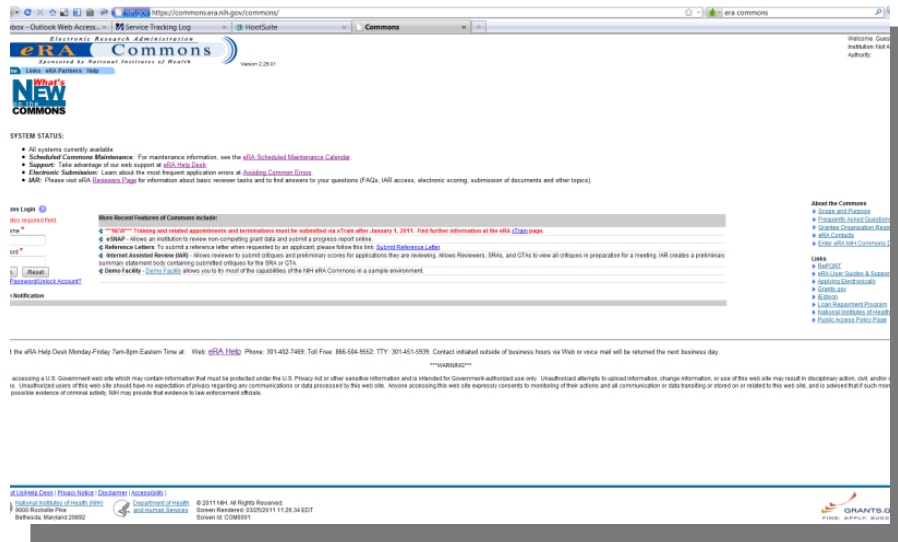 https://commons.era.nih.gov/commons/
era commons
nbox - Outlook Web Access...
Service Tracking Log
HootSuite
Commons
Electronic Research Administration
eRA Commons
Sponsored by National Institutes of Health
Version 2.29.01
Welcome Gues
Institution: Not A
Authority:
Links eRA Partners Help
What's
NEW
on the
COMMONS
SYSTEM STATUS:
All systems currently available
Scheduled Commons Maintenance: For maintenance information, see the eRA Scheduled Maintenance Calendar.
Support: Take advantage of our web support at eRA Help Desk
Electronic Submission: Learn about the most frequent application errors at Avoiding Common Errors.
IAR: Please visit eRA Reviewers Page for information about basic reviewer tasks and to find answers to your questions (FAQs, IAR access, electronic scoring, submission of documents and other topics).
ons Login
ates required field.
ame *
ord *
Reset
Password/Unlock Account?
n Notification
More Recent Features of Commons include:
***NEW*** Training and related appointments and terminations must be submitted via xTrain after January 1, 2011. Find further information at the eRA xTrain page.
eSNAP - Allows an institution to review non-competing grant data and submit a progress report online.
Reference Letters: To submit a reference letter when requested by an applicant, please follow this link: Submit Reference Letter
Internet Assisted Review (IAR) - Allows reviewer to submit critiques and preliminary scores for applications they are reviewing. Allows Reviewers, SRAs, and GTAs to view all critiques in preparation for a meeting. IAR creates a preliminary
summary statement body containing submitted critiques for the SRA or GTA.
Demo Facility - Demo Facility allows you to try most of the capabilities of the NIH eRA Commons in a sample environment.
About the Commons
Scope and Purpose
Frequently Asked Questions
Grantee Organization Regis
eRA Contacts
Enter eRA NIH Commons D
Links
RePORT
eRA User Guides & Suppor
Applying Electronically
Grants.gov
iEdison
Loan Repayment Program
National Institutes of Health
Public Access Policy Page
t the eRA Help Desk Monday-Friday 7am-8pm Eastern Time at: Web: eRA Help Phone: 301-402-7469; Toll Free: 866-504-9552; TTY: 301-451-5939. Contact initiated outside of business hours via Web or voice mail will be returned the next business day.
***WARNING***
accessing a U.S. Government web site which may contain information that must be protected under the U.S. Privacy Act or other sensitive information and is intended for Government-authorized use only. Unauthorized attempts to upload information, change information, or use of this web site may result in disciplinary action, civil, and/or
es. Unauthorized users of this web site should have no expectation of privacy regarding any communications or data processed by this web site. Anyone accessing this web site expressly consents to monitoring of their actions and all communication or data transiting or stored on or related to this web site, and is advised that if such mon
possible evidence of criminal activity, NIH may provide that evidence to law enforcement officials.
ct Us/Help Desk | Privacy Notice | Disclaimer | Accessibility |
National Institutes of Health (NIH)
9000 Rockville Pike
Bethesda, Maryland 20892
Department of Health
and Human Services
© 2011 NIH. All Rights Reserved.
Screen Rendered: 03/25/2011 11:26:34 EDT
Screen Id: COM0001
GRANTS.G
FIND. APPLY. SUCC